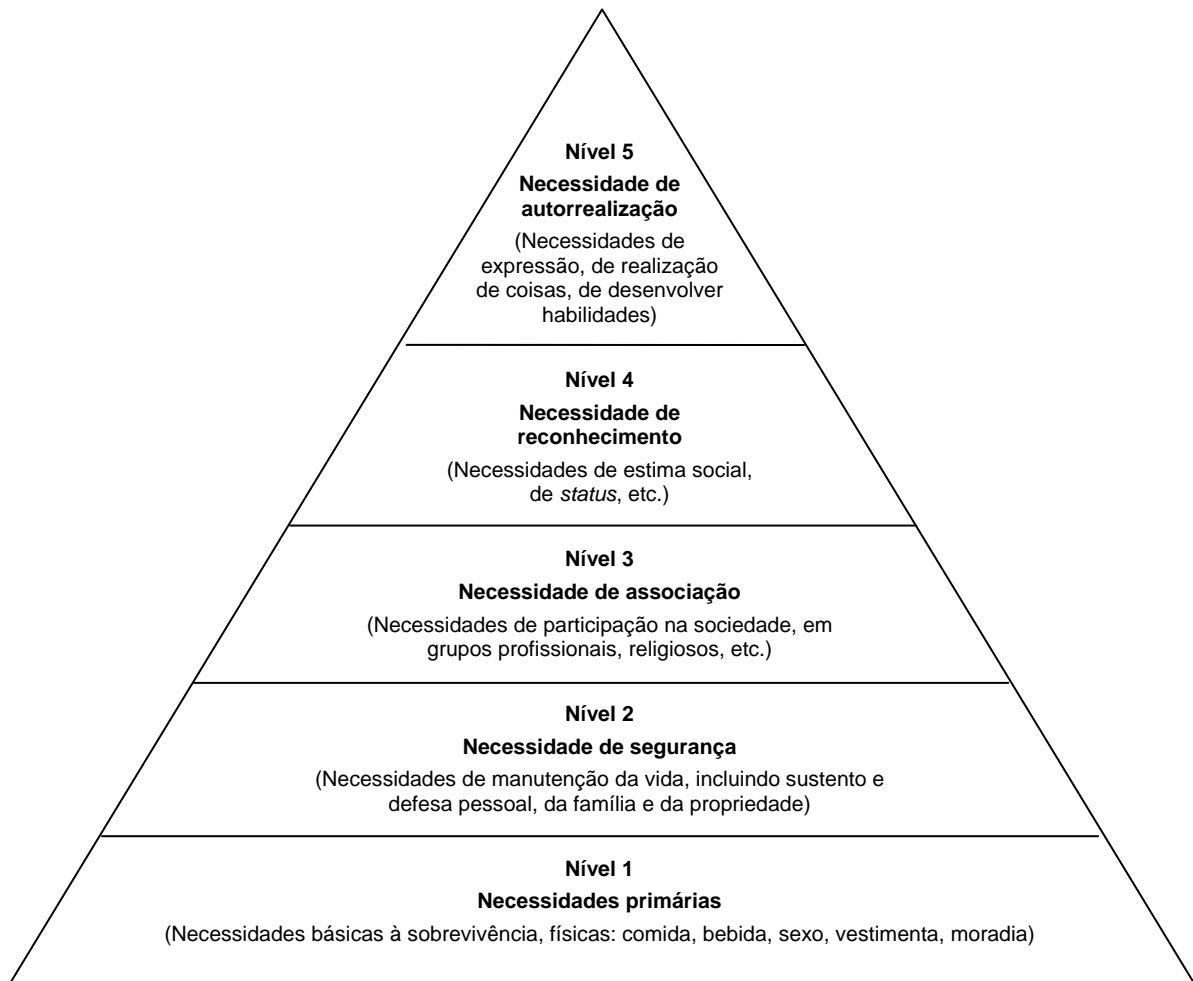 Nível 5
Necessidade de
autorrealização
(Necessidades de
expressão, de realização
de coisas, de desenvolver
habilidades)
Nível 4
Necessidade de
reconhecimento
(Necessidades de estima social,
de status, etc.)
Nível 3
Necessidade de associação
(Necessidades de participação na sociedade, em
grupos profissionais, religiosos, etc.)
Nível 2
Necessidade de segurança
(Necessidades de manutenção da vida, incluindo sustento e
defesa pessoal, da família e da propriedade)
Nível 1
Necessidades primárias
(Necessidades básicas à sobrevivência, físicas: comida, bebida, sexo, vestimenta, moradia)